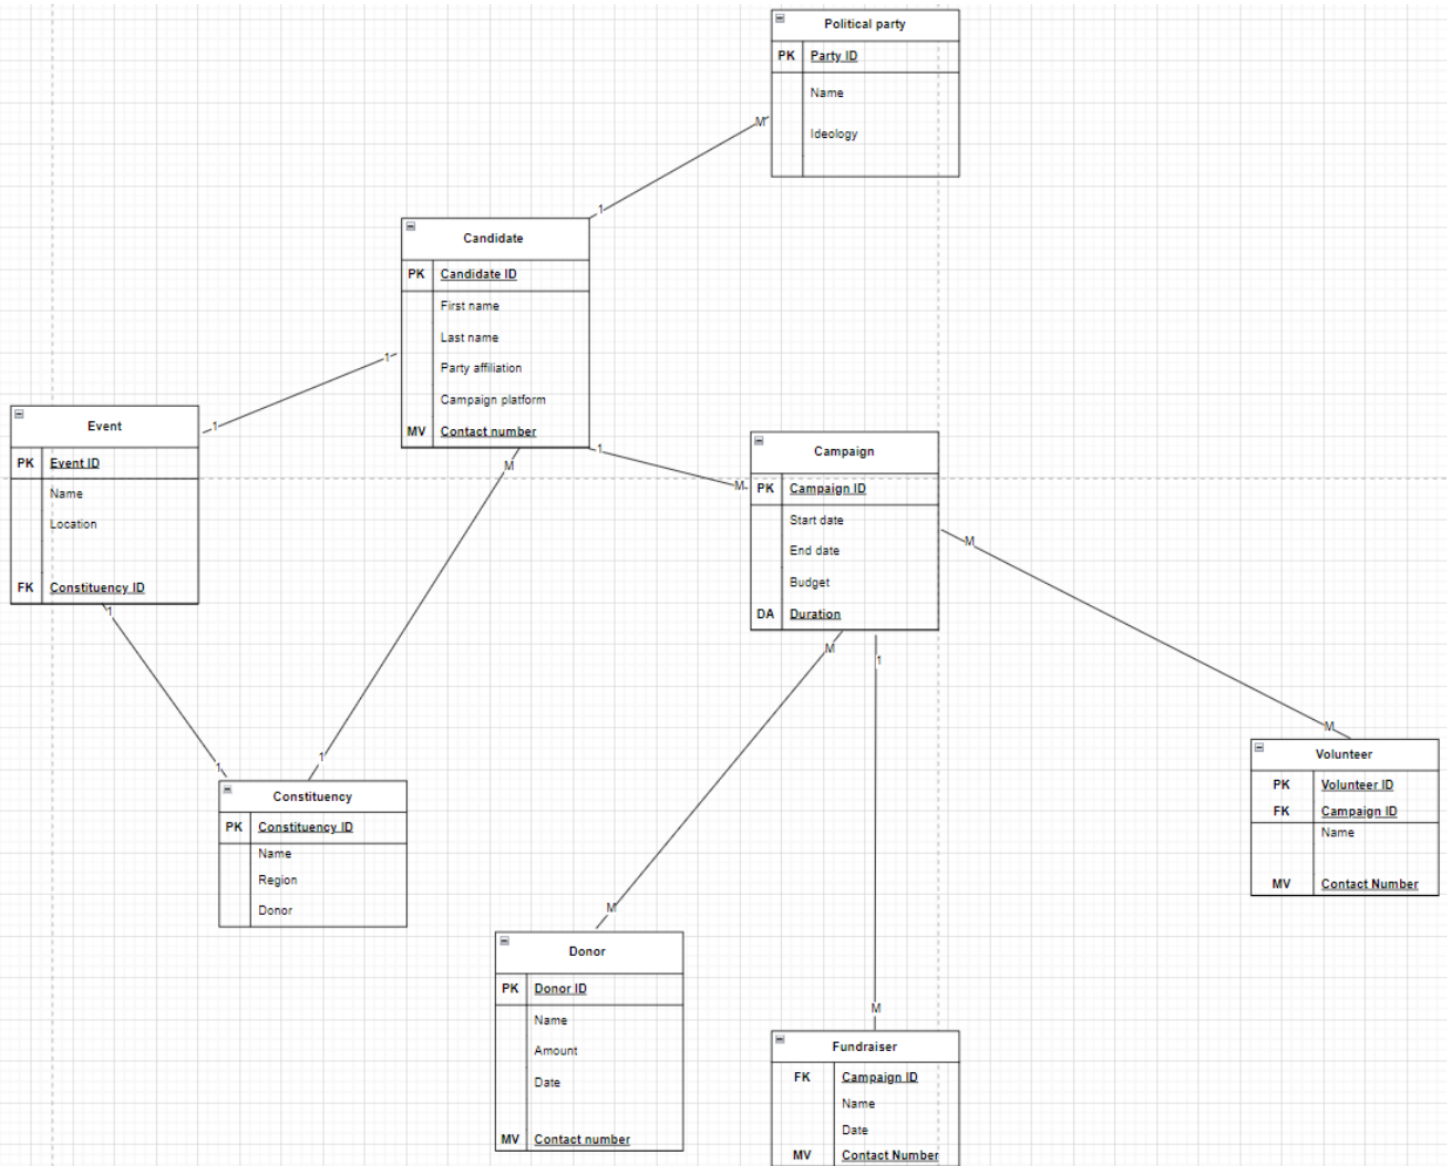 Political party
PK Party ID
Name
Ideology
M
1
Candidate
PK Candidate ID
First name
Last name
Party affiliation
Campaign platform
MV Contact number
1
1
Event
PK Event ID
Name
Location
FK Constituency ID
1
M
1
M
Campaign
PK Campaign ID
Start date
End date
Budget
DA Duration
M
M
1
M
1
1
Constituency
PK Constituency ID
Name
Region
Donor
Volunteer
PK Volunteer ID
FK Campaign ID
Name
MV Contact Number
M
Donor
PK Donor ID
Name
Amount
Date
MV Contact number
M
Fundraiser
FK Campaign ID
Name
Date
MV Contact Number